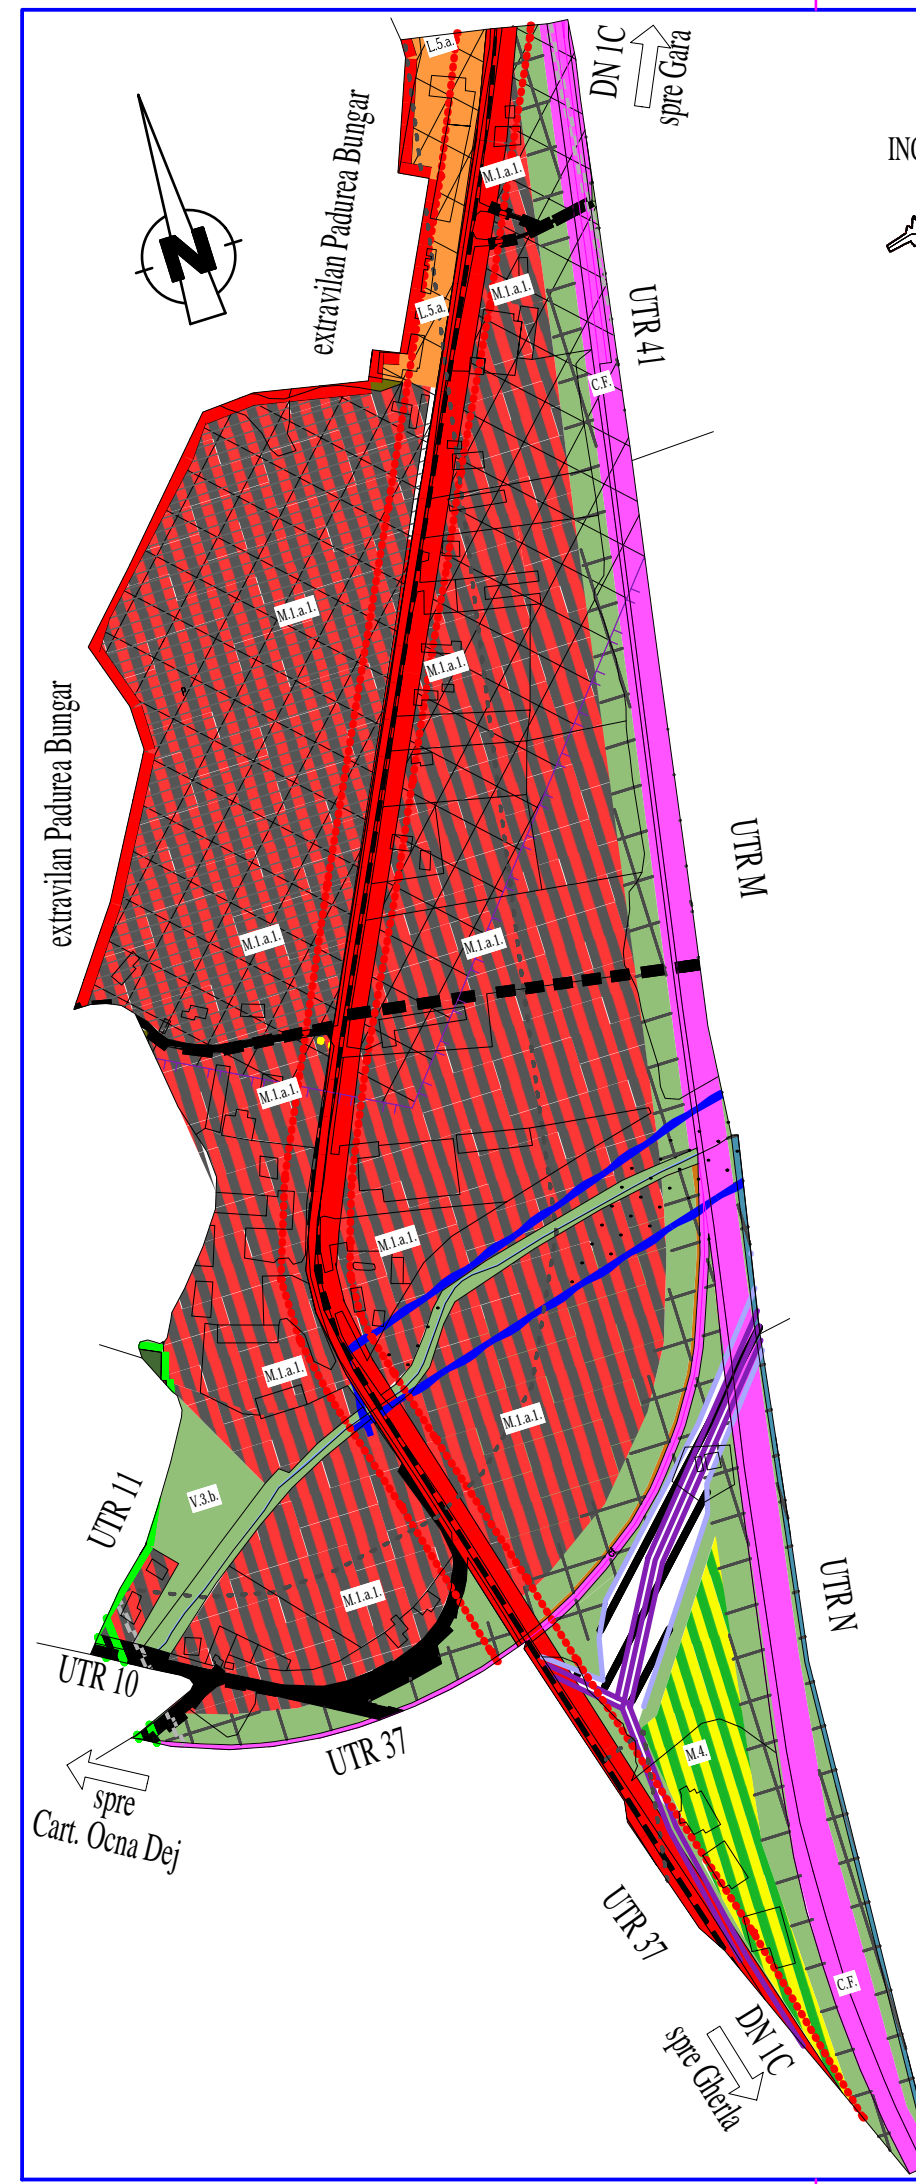 L.5.a.
DN 1C
spre Gara
M.1.a.1.
extravilan Padurea Bungar
N
M.1.a.1.
L.5.a.
UTR 41
C.F.
M.1.a.1.
M.1.a.1.
extravilan Padurea Bungar
UTR M
M.1.a.1.
M.1.a.1.
M.1.a.1.
M.1.a.1.
M.1.a.1.
M.1.a.1.
V.3.b.
UTR 11
M.1.a.1.
UTR N
UTR 10
UTR 37
M.4.
spre
Cart. Ocna Dej
UTR 37
C.F.
DN 1C
spre Gherla